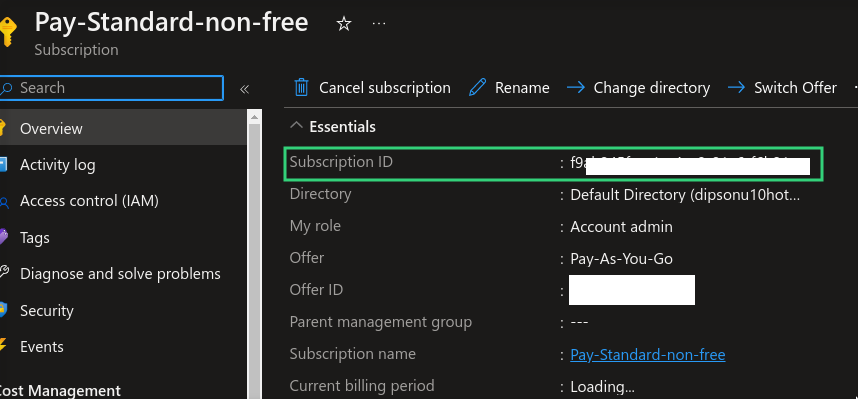 Pay-Standard-non-free ☆ ...
Subscription
Search «
Cancel subscription Rename Change directory Switch Offer
Overview
Activity log
Access control (IAM)
Tags
Diagnose and solve problems
Security
Events
Cost Management
Essentials
Subscription ID :
Directory : Default Directory (dipsonu10hot...
My role : Account admin
Offer : Pay-As-You-Go
Offer ID :
Parent management group : ---
Subscription name : Pay-Standard-non-free
Current billing period : Loading...